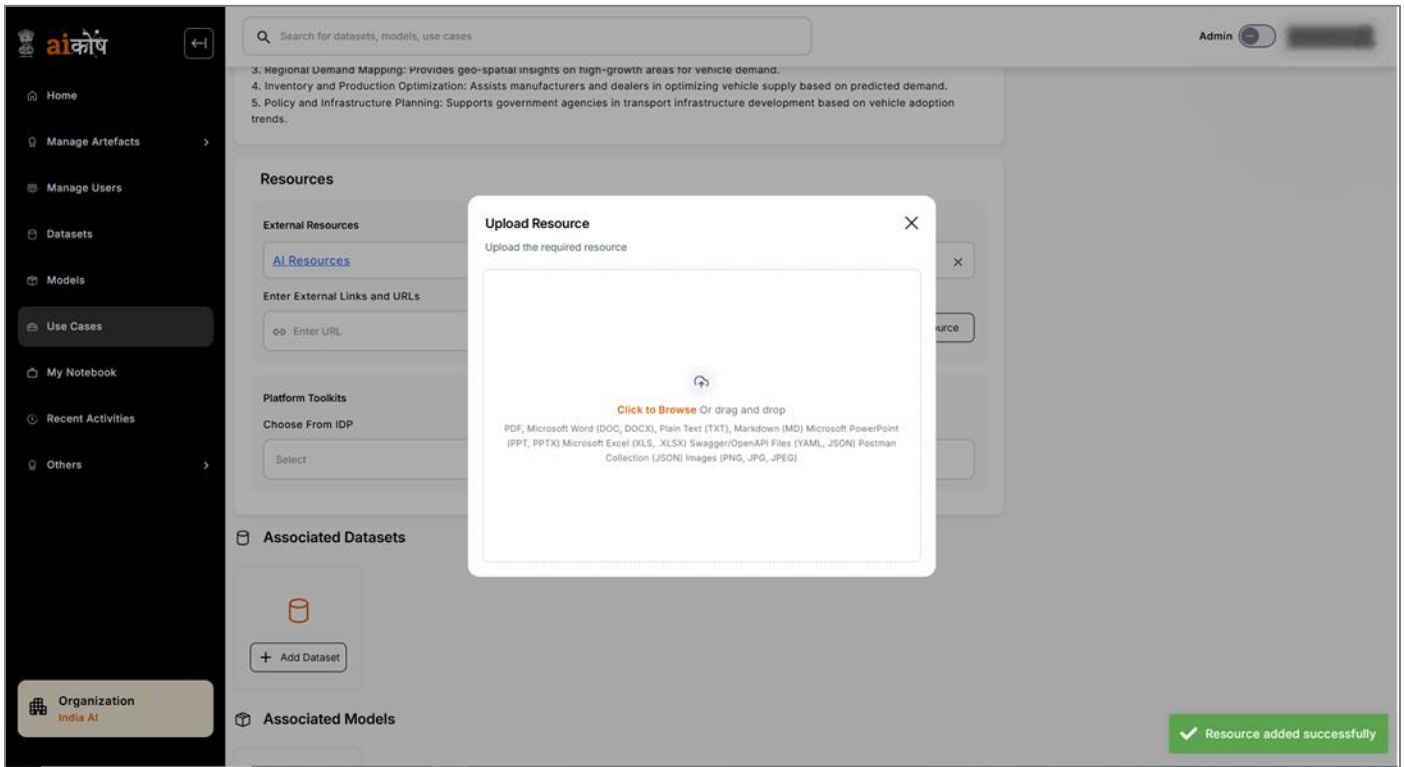 aiकोष
Home
Manage Artefacts
Manage Users
Datasets
Models
Use Cases
My Notebook
Recent Activities
Others
Organization
India AI
Search for datasets, models, use cases
Admin
3. Regional Demand Mapping: Provides geo-spatial insights on high-growth areas for vehicle demand.
4. Inventory and Production Optimization: Assists manufacturers and dealers in optimizing vehicle supply based on predicted demand.
5. Policy and Infrastructure Planning: Supports government agencies in transport infrastructure development based on vehicle adoption
trends.
Resources
External Resources
AI Resources
Enter External Links and URLs
Enter URL
urce
Platform Toolkits
Choose From IDP
Select
Upload Resource
Upload the required resource
Click to Browse Or drag and drop
PDF, Microsoft Word (DOC, DOCX), Plain Text (TXT), Markdown (MD) Microsoft PowerPoint
(PPT, PPTX) Microsoft Excel (XLS, .XLSX) Swagger/OpenAPI Files (YAML, JSON) Postman
Collection (JSON) Images (PNG, JPG, JPEG)
Associated Datasets
+ Add Dataset
Associated Models
Resource added successfully